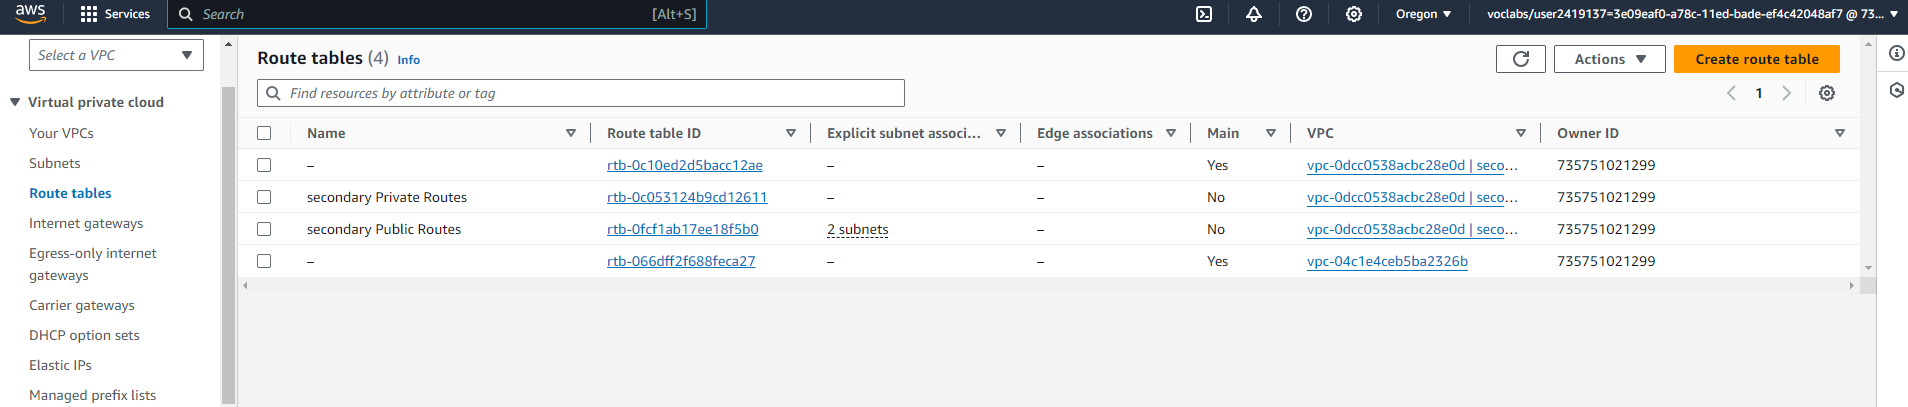 aws Services Search [Alt+S] Oregon voclabs/user2419137=3e09eaf0-a78c-11ed-bade-ef4c42048af7 @ 73...
Select a VPC
Virtual private cloud
Your VPCs
Subnets
Route tables
Internet gateways
Egress-only internet
gateways
Carrier gateways
DHCP option sets
Elastic IPs
Managed prefix lists
Route tables (4) Info
Actions
Create route table
Find resources by attribute or tag
1
Name Route table ID Explicit subnet associ... Edge associations Main VPC Owner ID
– rtb-0c10ed2d5bacc12ae – – Yes vpc-0dcc0538acbc28e0d | seco... 735751021299
secondary Private Routes rtb-0c053124b9cd12611 – – No vpc-0dcc0538acbc28e0d | seco... 735751021299
secondary Public Routes rtb-0fcf1ab17ee18f5b0 2 subnets – No vpc-0dcc0538acbc28e0d | seco... 735751021299
– rtb-066dff2f688feca27 – – Yes vpc-04c1e4ceb5ba2326b 735751021299